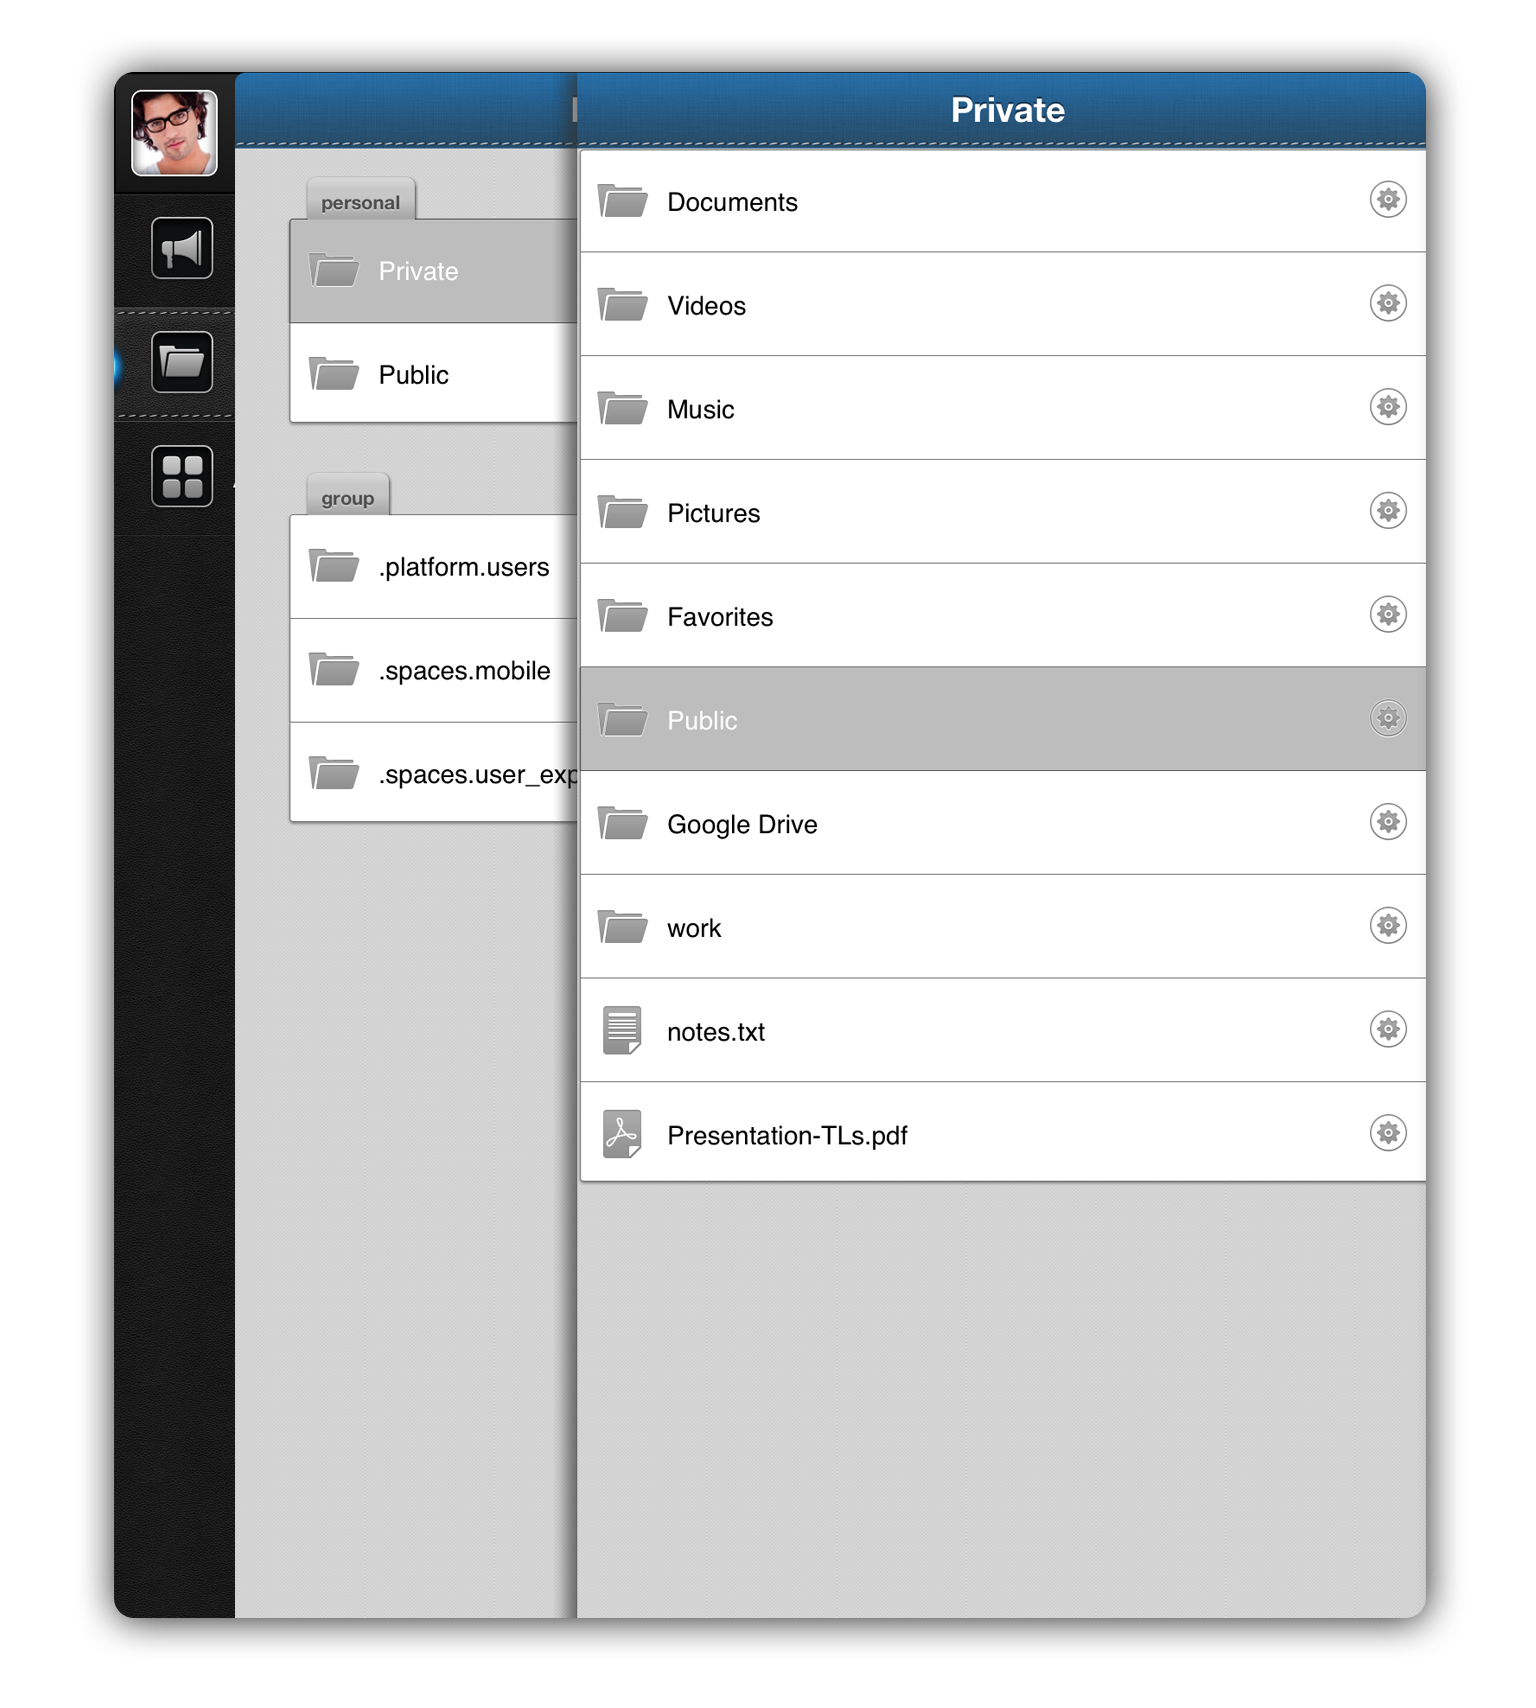 Private
personal
Private
Public
group
.platform.users
.spaces.mobile
.spaces.user_exp
Documents
Videos
Music
Pictures
Favorites
Public
Google Drive
work
notes.txt
Presentation-TLs.pdf